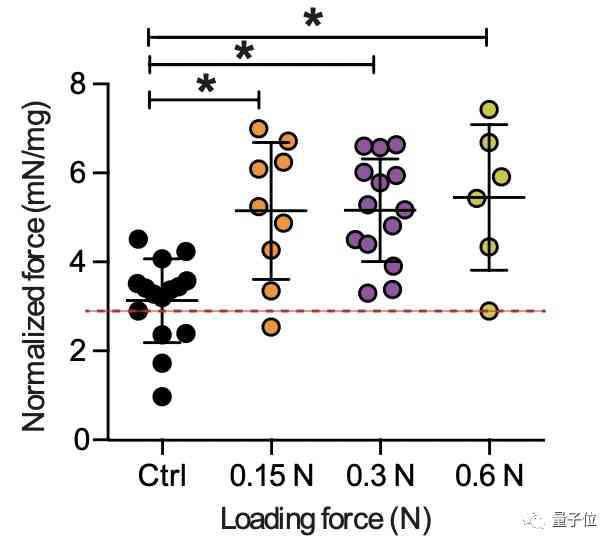 *
*
*
8
6
4
2
0
Normalized force (mN/mg)
Ctrl 0.15 N 0.3 N 0.6 N
Loading force (N)
量子位